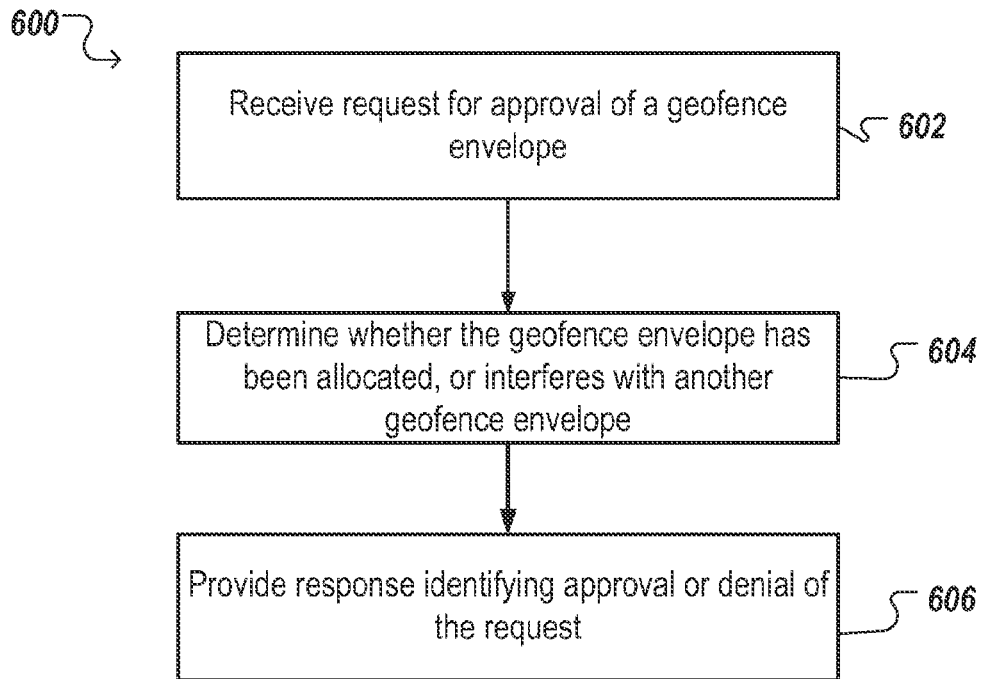 600
Receive request for approval of a geofence
envelope
602
Determine whether the geofence envelope has
been allocated, or interferes with another
geofence envelope
604
Provide response identifying approval or denial of
the request
606